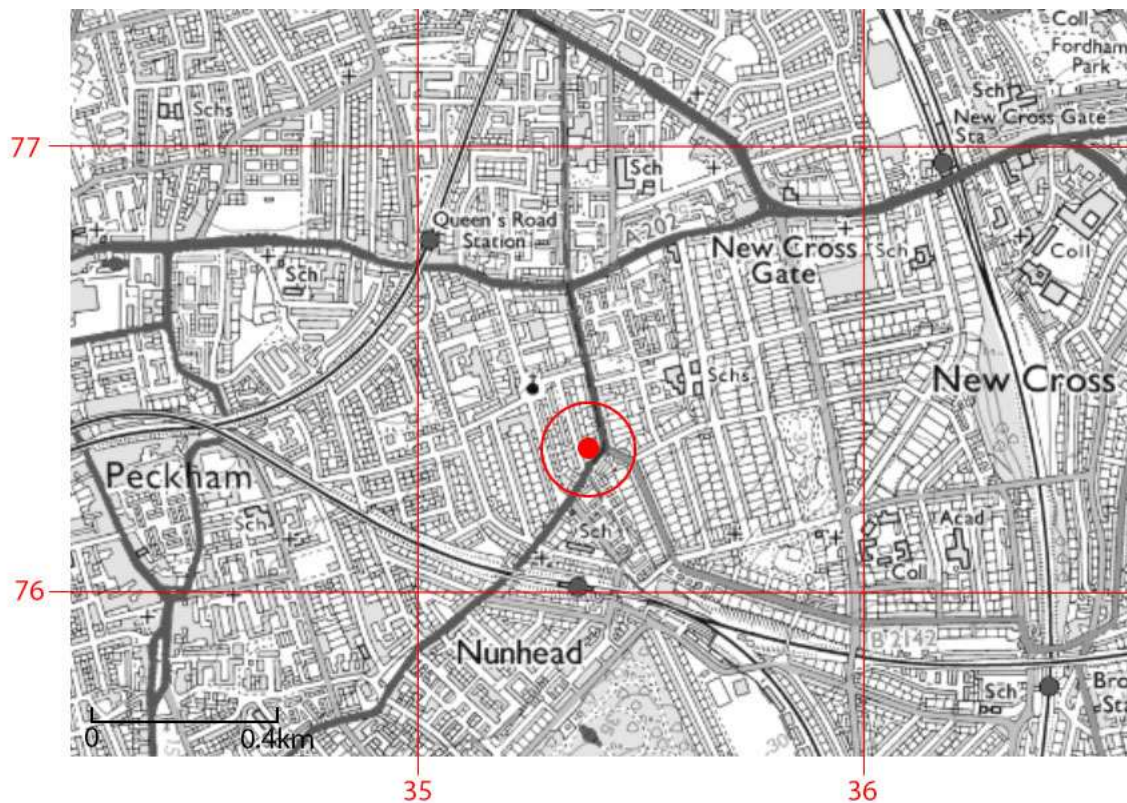 Coll
Fordham
Park
Schs
Sch
New Cross Gate
Sta
77
Sch
Queen's Road
Station
A202
New Cross
Gate
Sch
Coll
Sch
Schs
New Cross
Peckham
Sch
Sch
Acad
Coll
76
Nunhead
B 2142
Sch
Bro
Sta
0
0.4km
30
35
36